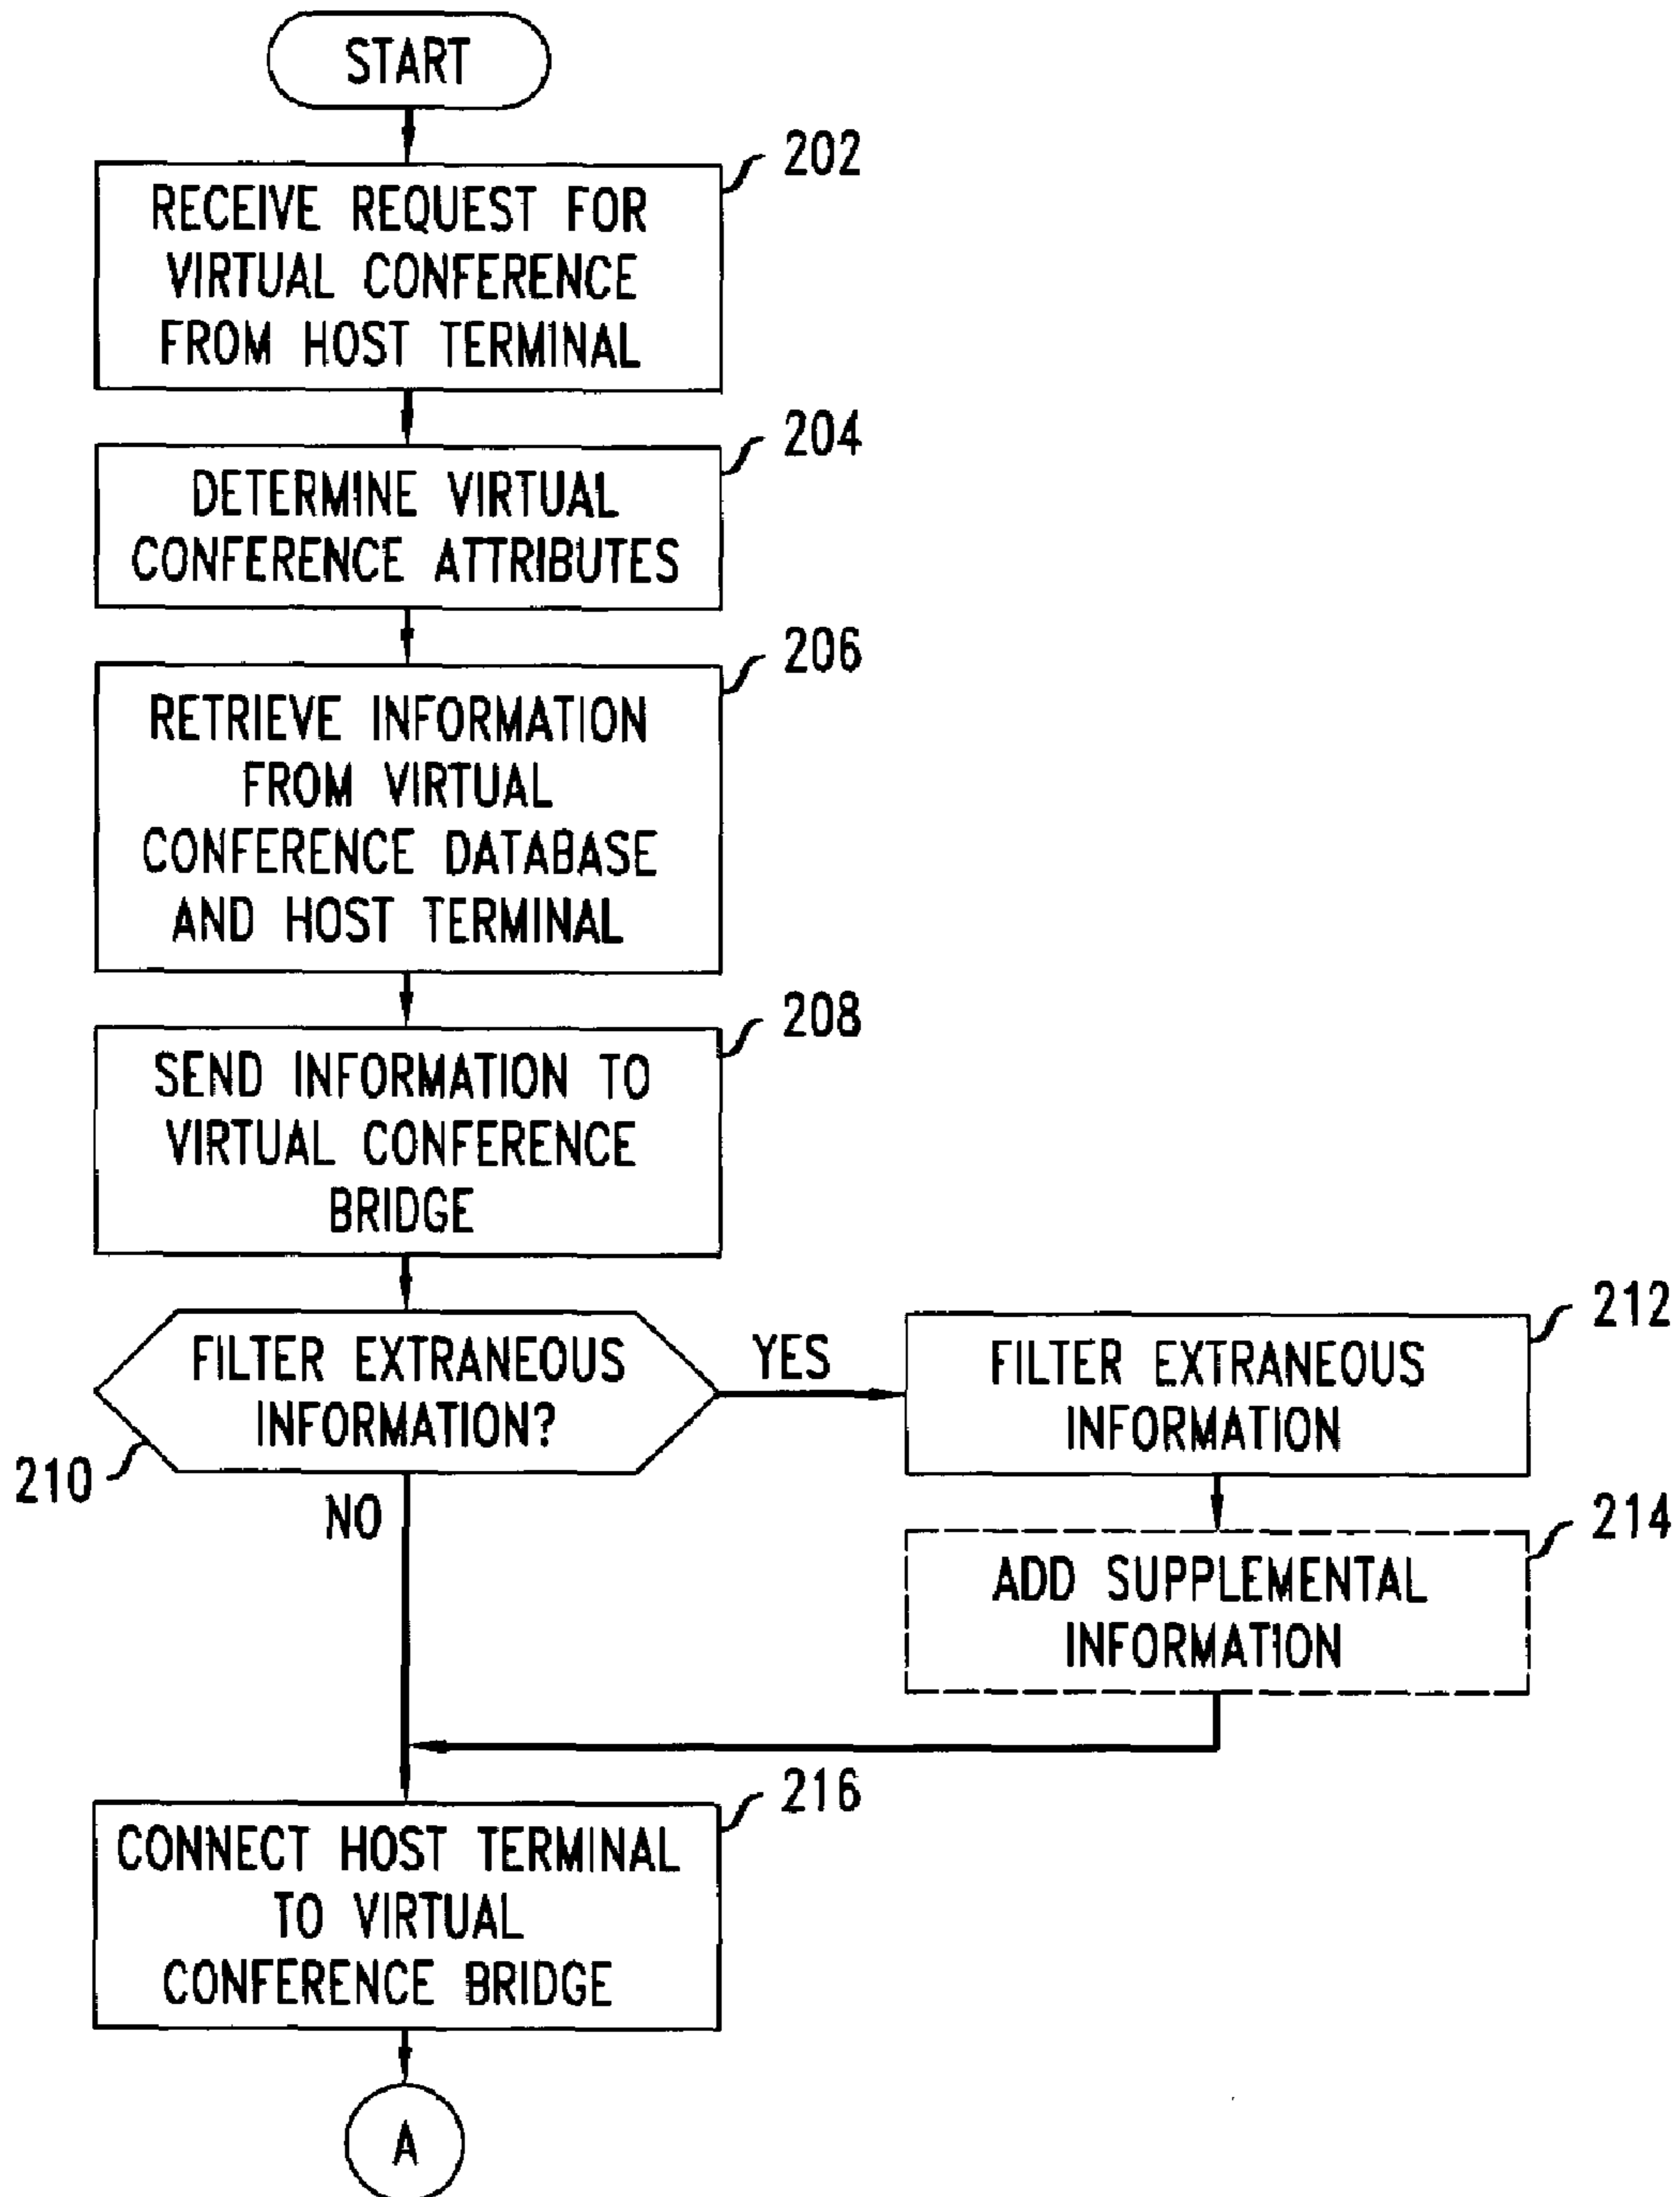 START
202
RECEIVE REQUEST FOR
VIRTUAL CONFERENCE
FROM HOST TERMINAL
204
DETERMINE VIRTUAL
CONFERENCE ATTRIBUTES
206
RETRIEVE INFORMATION
FROM VIRTUAL
CONFERENCE DATABASE
AND HOST TERMINAL
208
SEND INFORMATION TO
VIRTUAL CONFERENCE
BRIDGE
210
FILTER EXTRANEOUS
INFORMATION?
YES
NO
212
FILTER EXTRANEOUS
INFORMATION
214
ADD SUPPLEMENTAL
INFORMATION
216
CONNECT HOST TERMINAL
TO VIRTUAL
CONFERENCE BRIDGE
A